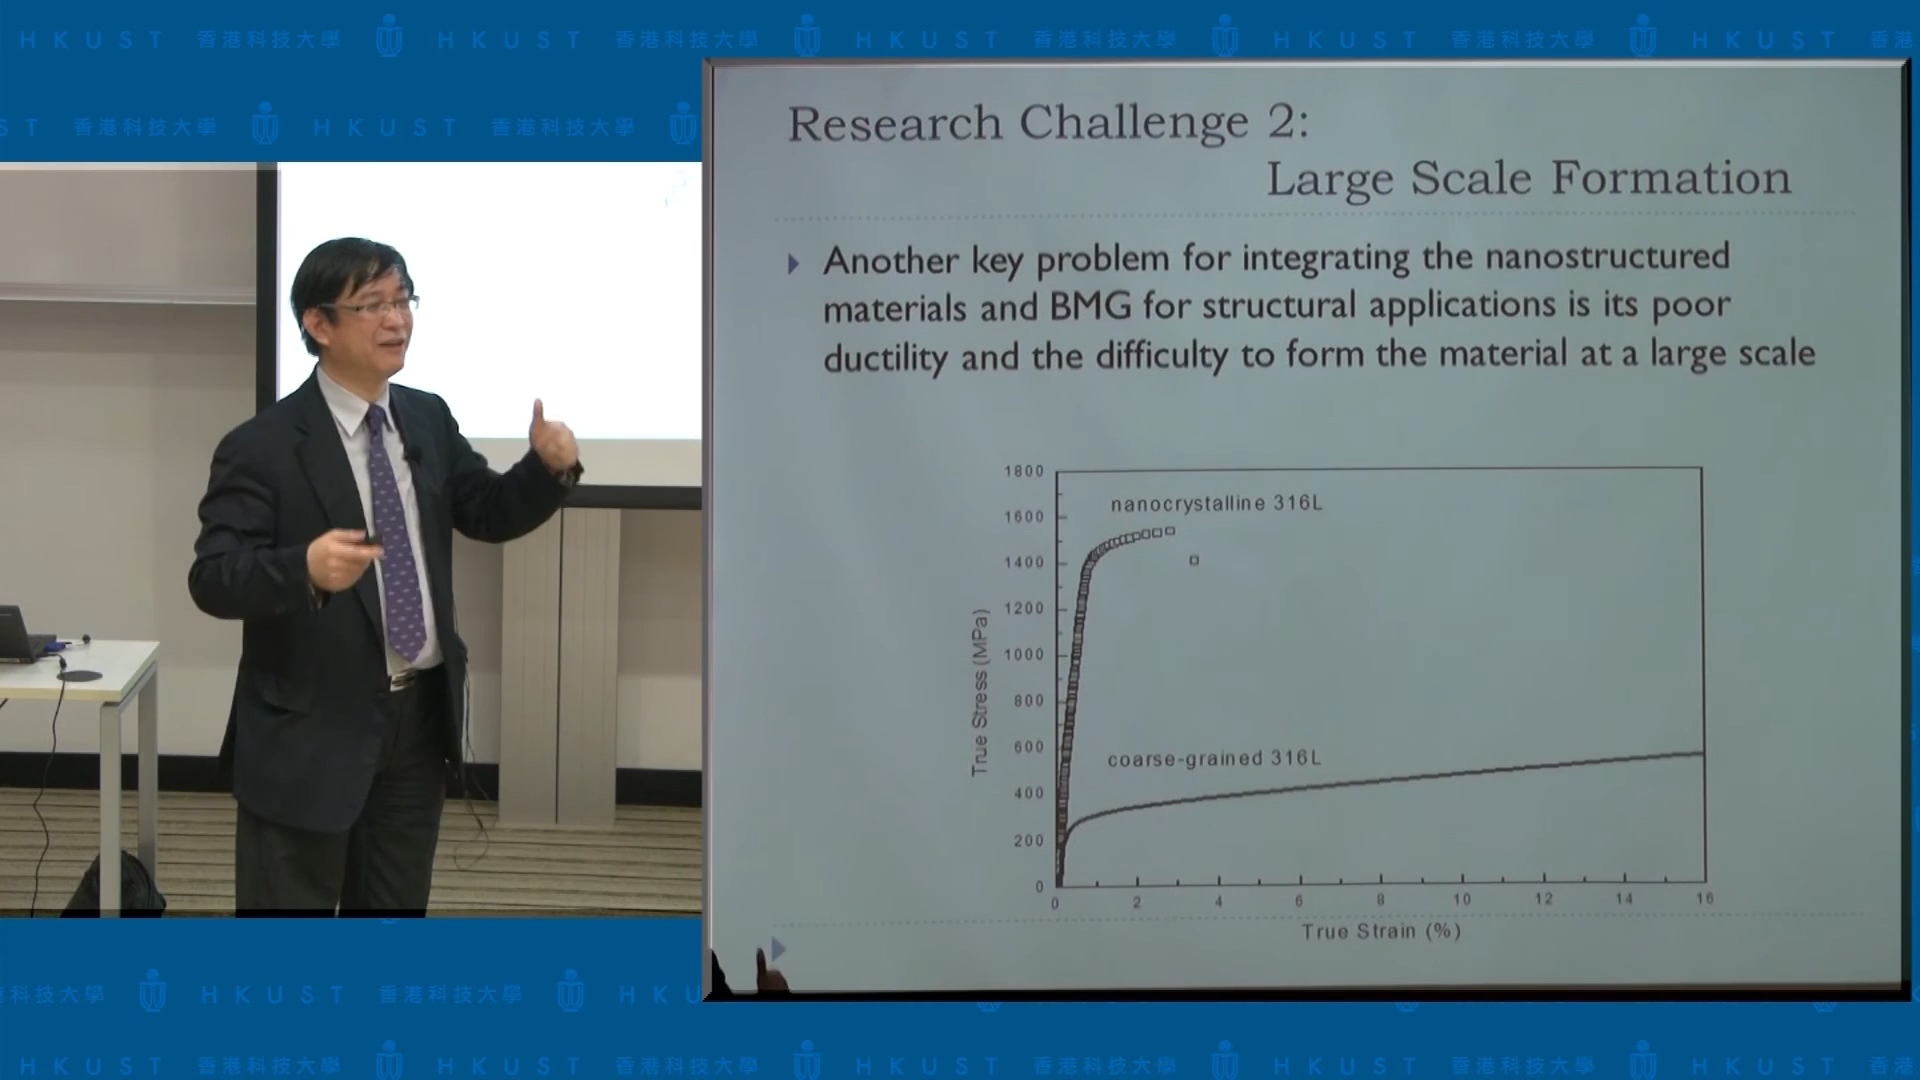 HKUST 香港科技大學 HKUST 香港科技大學 HKUST 香港科技大學 HKUST 香港科技大學 HKUST 香港
ST 香港科技大學 HKUST 香港科技大學
Research Challenge 2:
Large Scale Formation
Another key problem for integrating the nanostructured
materials and BMG for structural applications is its poor
ductility and the difficulty to form the material at a large scale
1800
nanocrystalline 316L
1600
1400
1200
1000
800
600
coarse-grained 316L
400
200
0
True Stress (MPa)
0 2 4 6 8 10 12 14 16
True Strain (%)
香科技大學 HKUST 香港科技大學 HKU
HKUST 香港科技大學 HKUST 香港科技大學 HKUST 香港科技大學 HKUST 香港科技大學 HKUST 香港